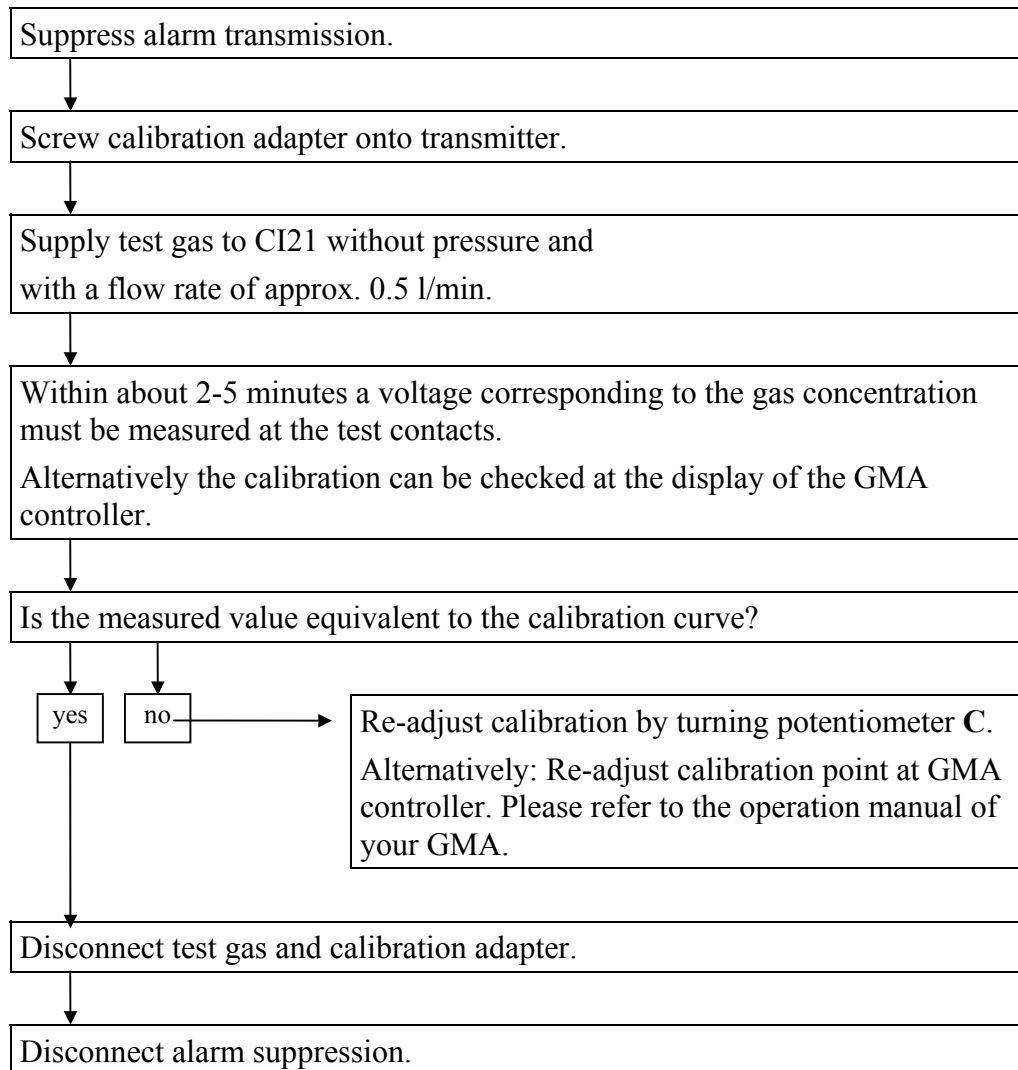 Suppress alarm transmission.
Screw calibration adapter onto transmitter.
Supply test gas to CI21 without pressure and
with a flow rate of approx. 0.5 l/min.
Within about 2-5 minutes a voltage corresponding to the gas concentration
must be measured at the test contacts.
Alternatively the calibration can be checked at the display of the GMA
controller.
Is the measured value equivalent to the calibration curve?
yes
no
Re-adjust calibration by turning potentiometer C.
Alternatively: Re-adjust calibration point at GMA
controller. Please refer to the operation manual of
your GMA.
Disconnect test gas and calibration adapter.
Disconnect alarm suppression.